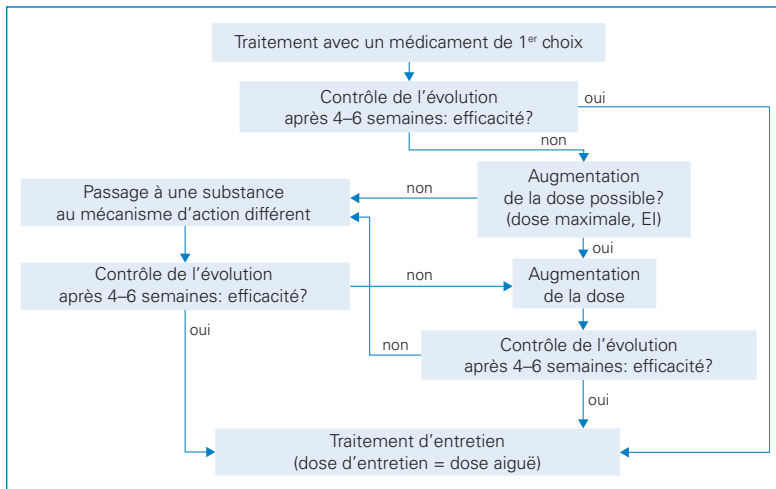 Traitement avec un médicament de 1er choix
Contrôle de l'évolution
après 4–6 semaines: efficacité?
oui
non
Augmentation
de la dose possible?
(dose maximale, EI)
non
Passage à une substance
au mécanisme d'action différent
oui
Contrôle de l'évolution
après 4–6 semaines: efficacité?
non
Augmentation
de la dose
oui
non
Contrôle de l'évolution
après 4–6 semaines: efficacité?
oui
Traitement d'entretien
(dose d'entretien = dose aiguë)